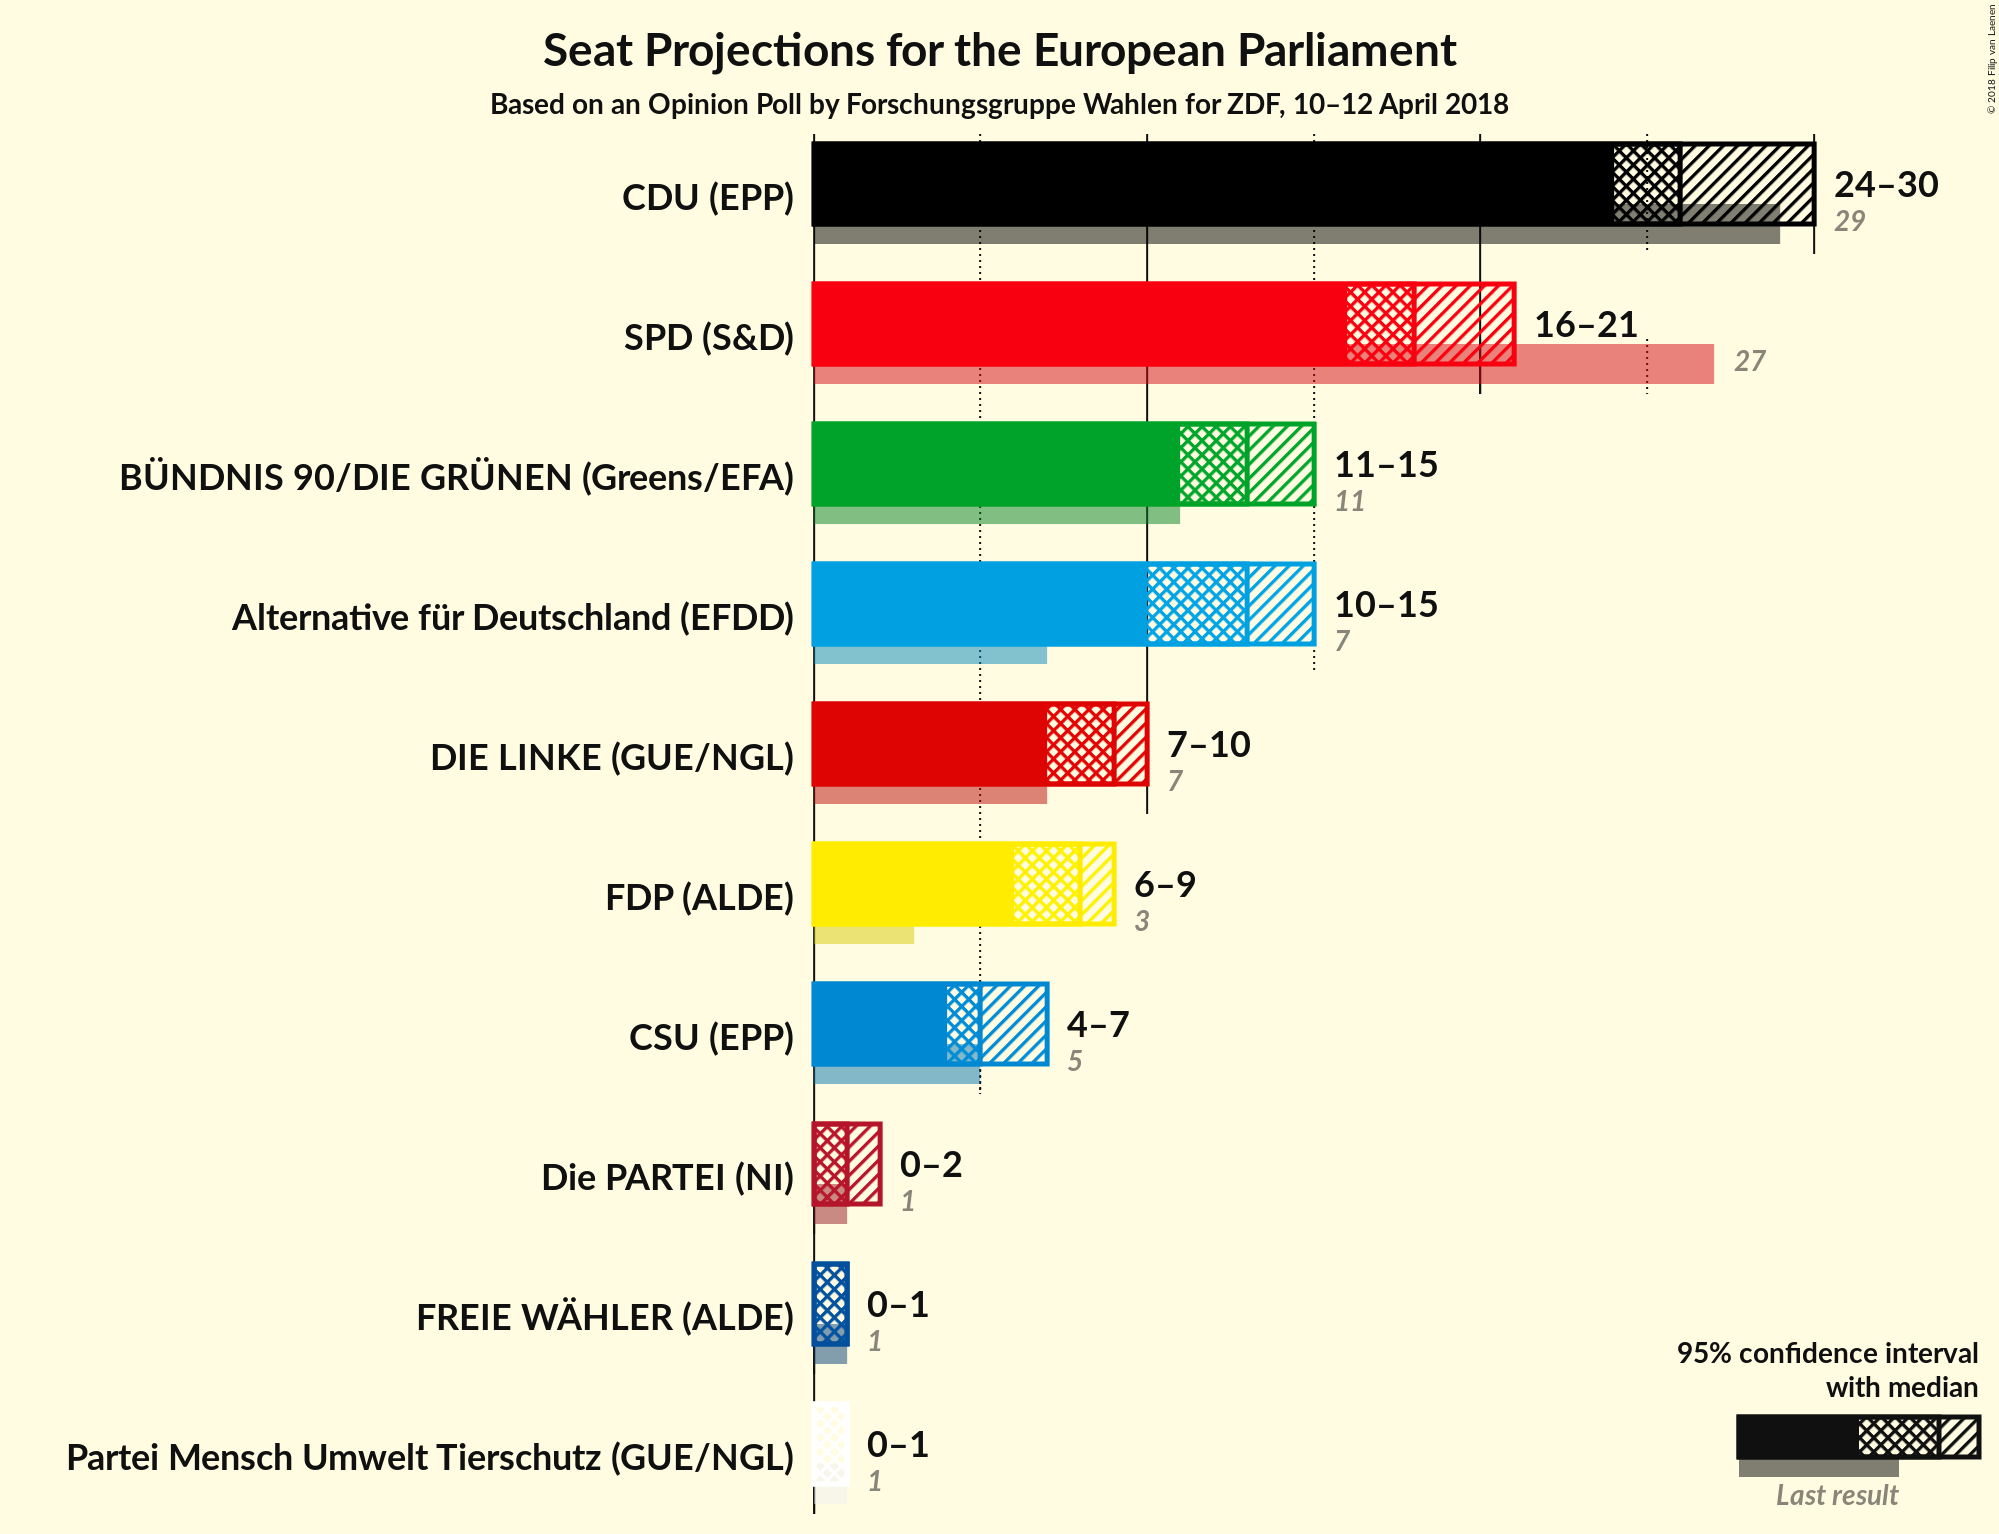 Seat Projections for the European Parliament
Based on an Opinion Poll by Forschungsgruppe Wahlen for ZDF, 10–12 April 2018
© 2018 Filip van Laenen
CDU (EPP)
24–30
29
SPD (S&D)
16–21
27
BÜNDNIS 90/DIE GRÜNEN (Greens/EFA)
11–15
11
Alternative für Deutschland (EFDD)
10–15
7
DIE LINKE (GUE/NGL)
7–10
7
FDP (ALDE)
6–9
3
CSU (EPP)
4–7
5
Die PARTEI (NI)
0–2
1
FREIE WÄHLER (ALDE)
0–1
1
Partei Mensch Umwelt Tierschutz (GUE/NGL)
0–1
1
95% confidence interval
with median
Last result